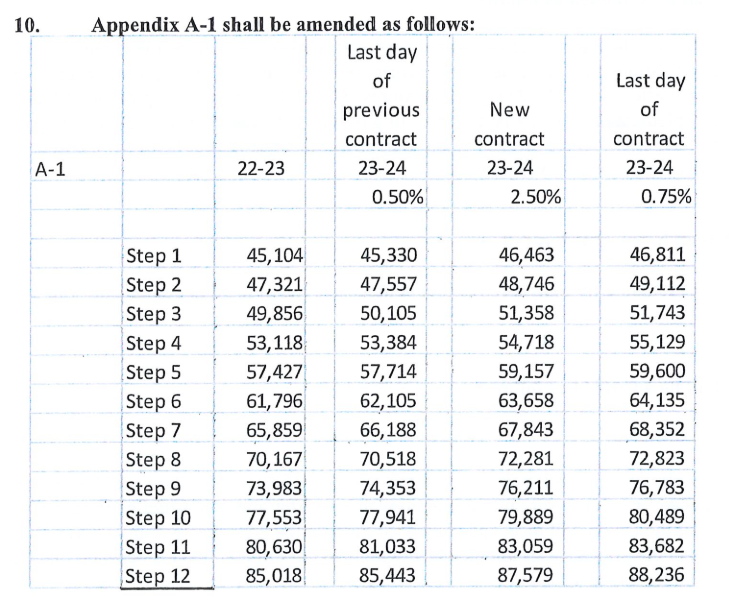 10. Appendix A-1 shall be amended as follows:
Last day
of Last day
previous New of
contract contract contract
A-1 22-23 23-24 23-24 23-24
0.50% 2.50% 0.75%
Step 1 45,104 45,330 46,463 46,811
Step 2 47,321 47,557 48,746 49,112
Step 3 49,856 50,105 51,358 51,743
Step 4 53,118 53,384 54,718 55,129
Step 5 57,427 57,714 59,157 59,600
Step 6 61,796 62,105 63,658 64,135
Step 7 65,859 66,188 67,843 68,352
Step 8 70,167 70,518 72,281 72,823
Step 9 73,983 74,353 76,211 76,783
Step 10 77,553 77,941 79,889 80,489
Step 11 80,630 81,033 83,059 83,682
Step 12 85,018 85,443 87,579 88,236